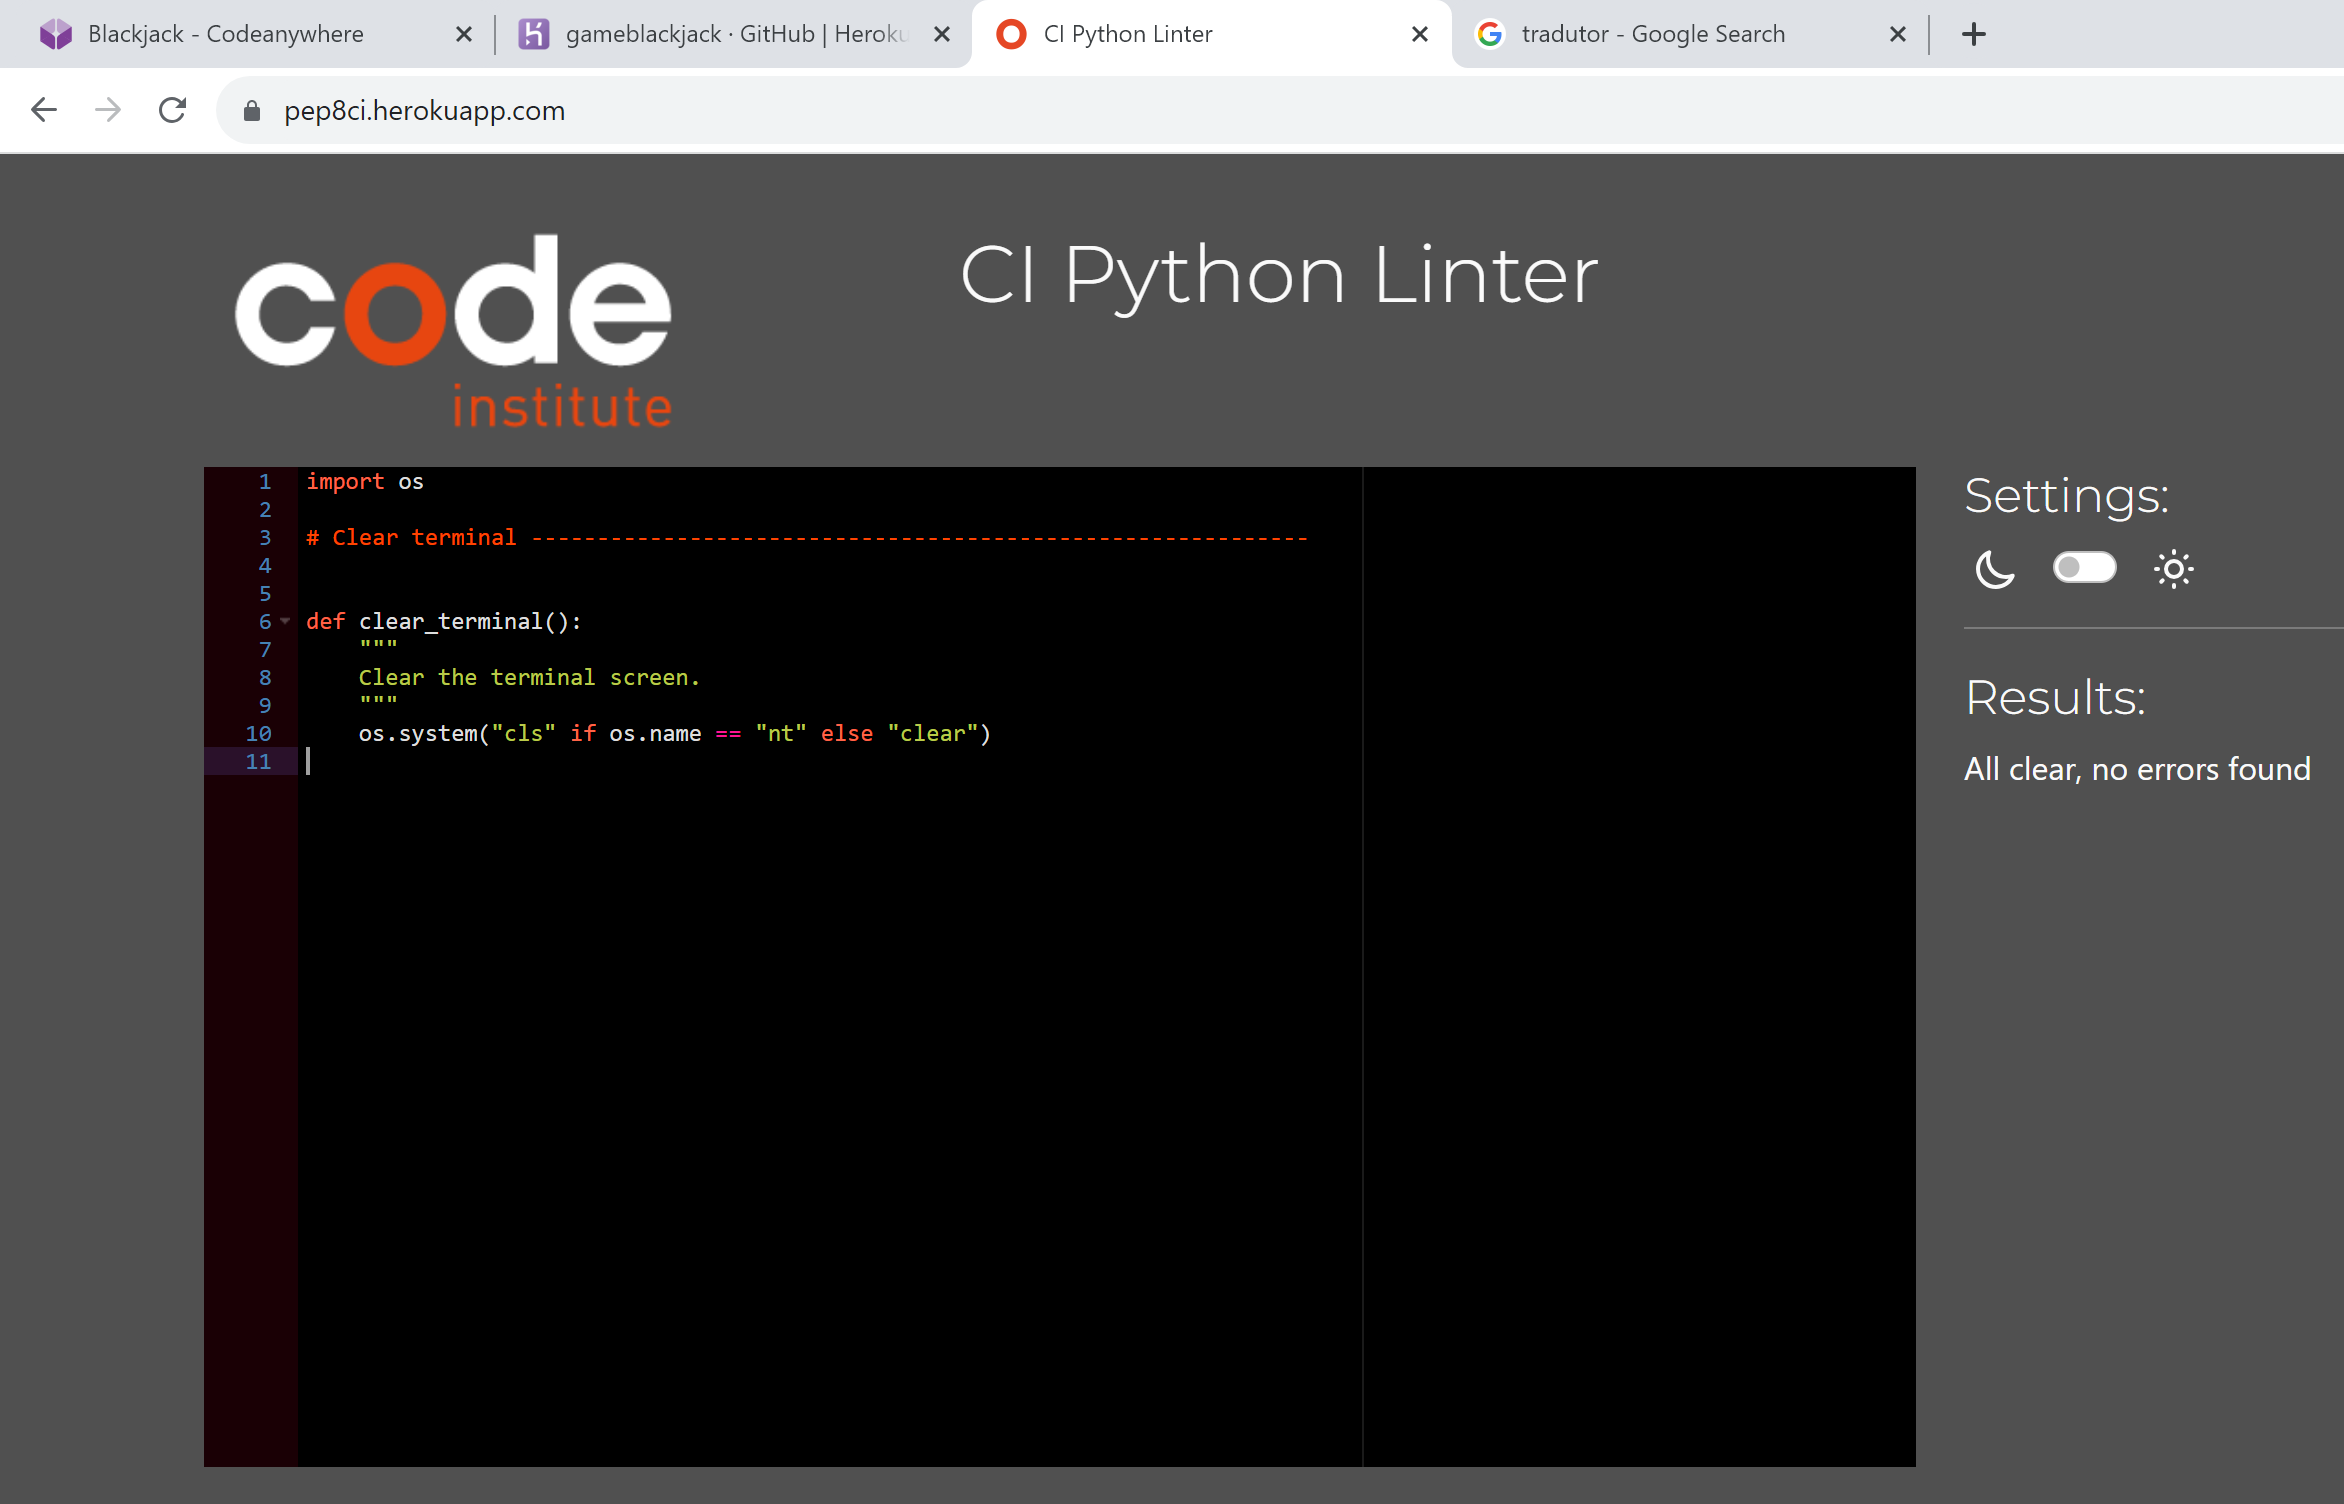 Blackjack - Codeanywhere
gameblackjack · GitHub | Heroku
CI Python Linter
tradutor - Google Search
pep8ci.herokuapp.com
code
institute
CI Python Linter
1 import os
2
3 # Clear terminal -----------------------------------------------------------
4
5
6 def clear_terminal():
7     """
8     Clear the terminal screen.
9     """
10     os.system("cls" if os.name == "nt" else "clear")
11
Settings:
Results:
All clear, no errors found